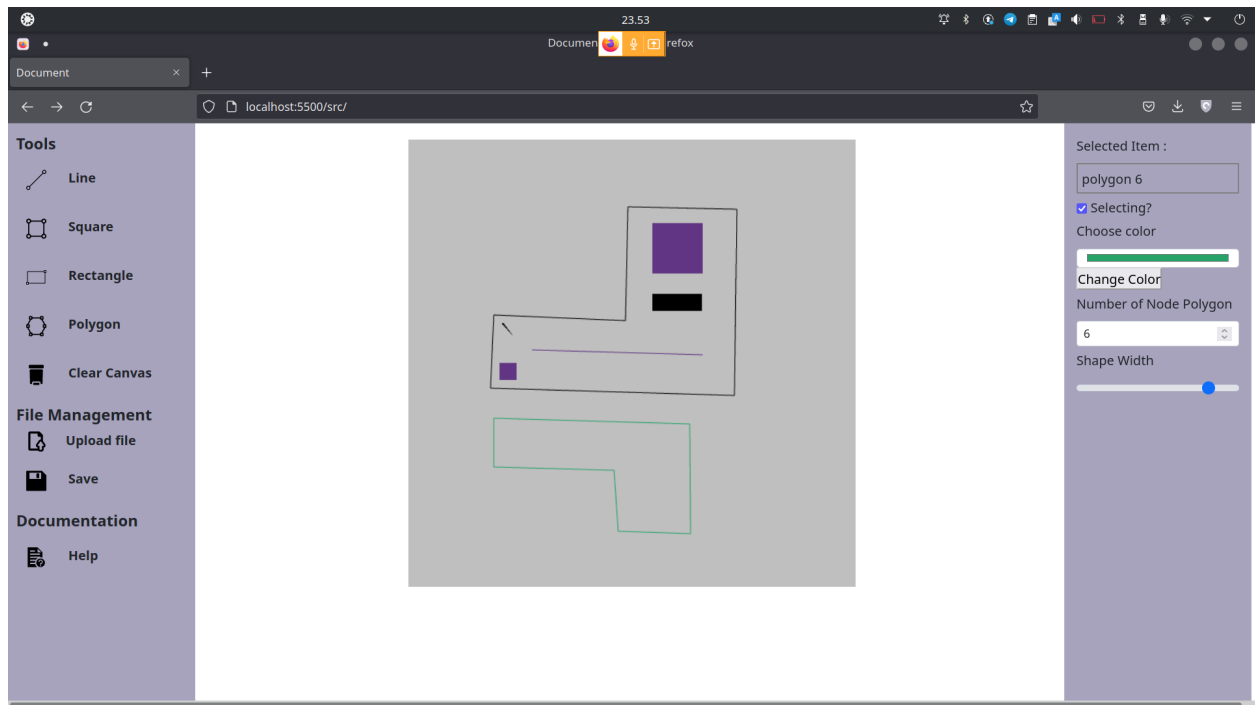 23.53
Documen refox
Document
localhost:5500/src/
Tools
Line
Square
Rectangle
Polygon
Clear Canvas
File Management
Upload file
Save
Documentation
Help
Selected Item :
polygon 6
Selecting?
Choose color
Change Color
Number of Node Polygon
6
Shape Width